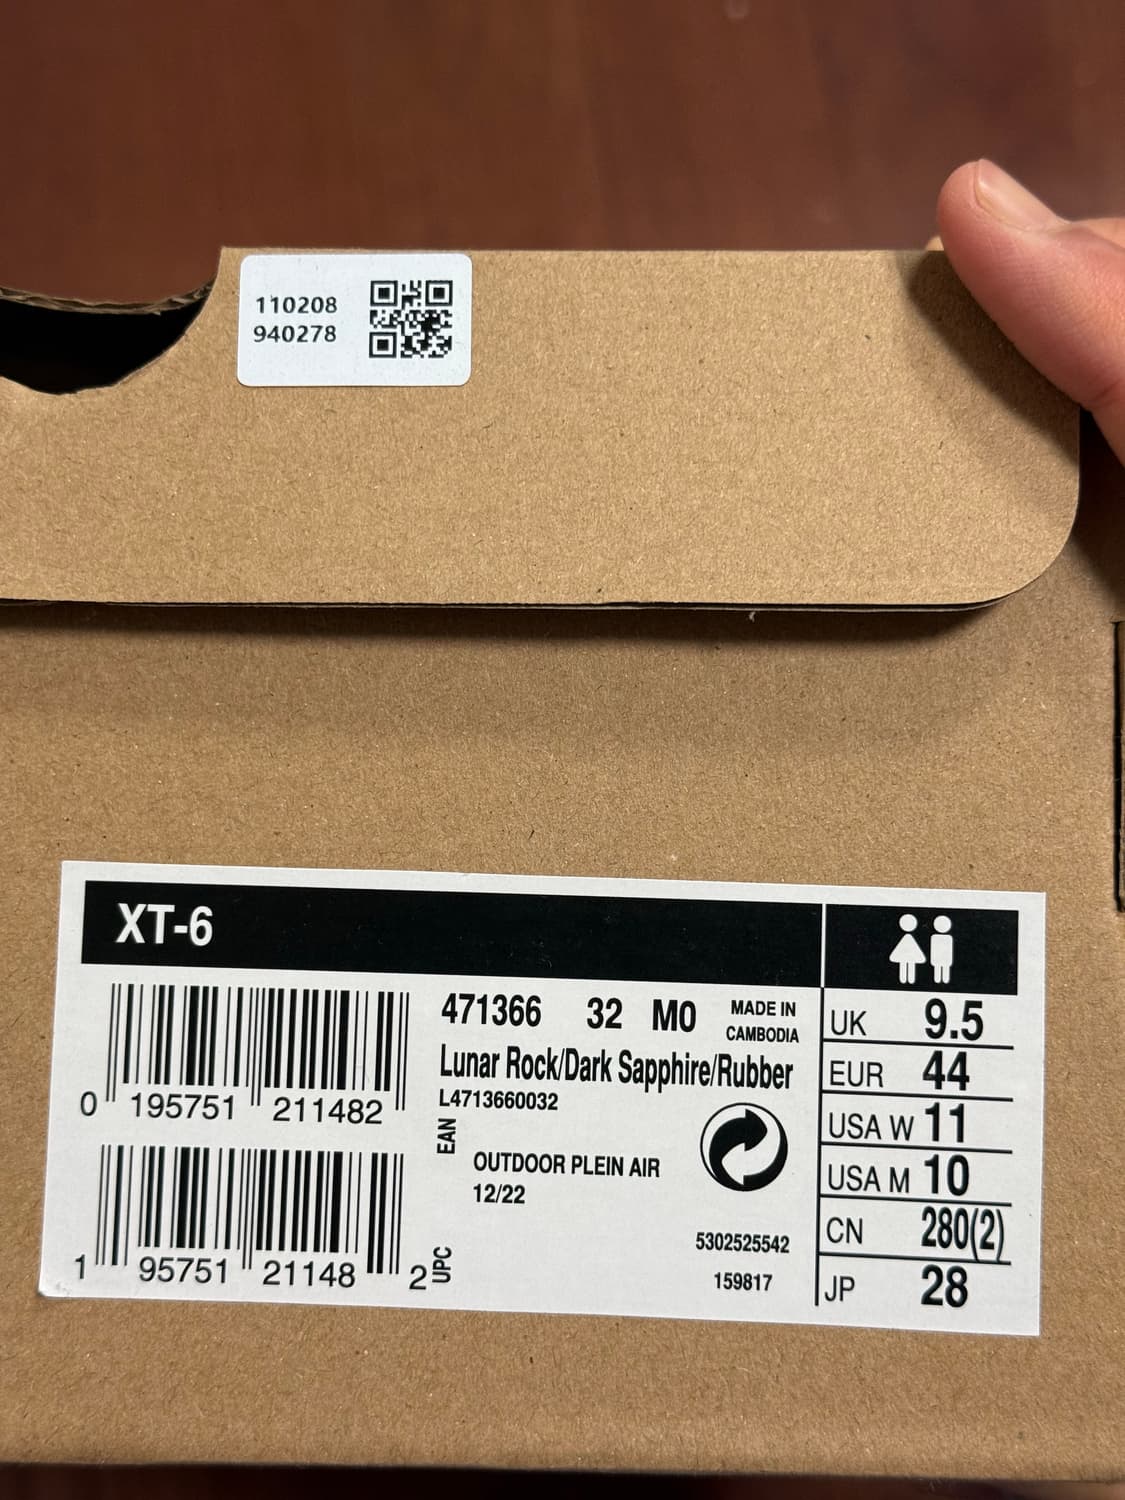 110208
940278
XT-6
471366 32 M0
MADE IN
CAMBODIA
Lunar Rock/Dark Sapphire/Rubber
L4713660032
0 195751 211482
EAN
OUTDOOR PLEIN AIR
12/22
1 95751 21148 2
UPC
5302525542
159817
UK 9.5
EUR 44
USA W 11
USA M 10
CN 280(2)
JP 28